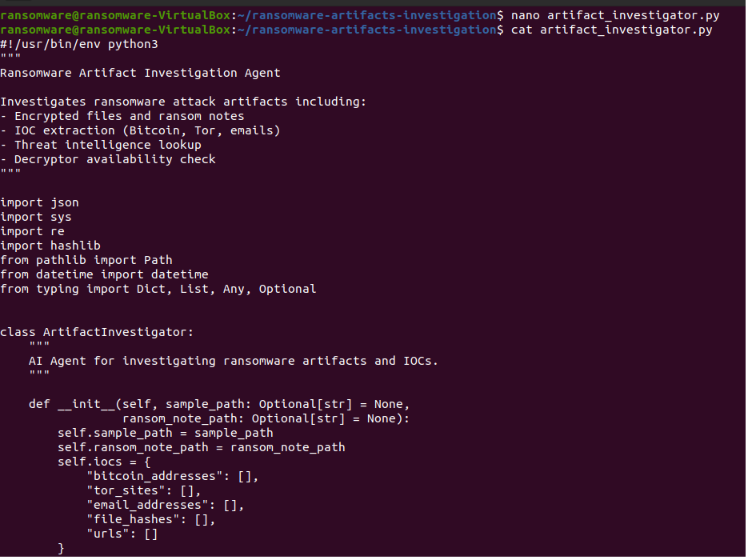 ransomware@ransomware-VirtualBox:~/ransomware-artifacts-investigation$ nano artifact_investigator.py
ransomware@ransomware-VirtualBox:~/ransomware-artifacts-investigation$ cat artifact_investigator.py
#!/usr/bin/env python3
"""
Ransomware Artifact Investigation Agent

Investigates ransomware attack artifacts including:
- Encrypted files and ransom notes
- IOC extraction (Bitcoin, Tor, emails)
- Threat intelligence lookup
- Decryptor availability check
"""

import json
import sys
import re
import hashlib
from pathlib import Path
from datetime import datetime
from typing import Dict, List, Any, Optional


class ArtifactInvestigator:
    """
    AI Agent for investigating ransomware artifacts and IOCs.
    """

    def __init__(self, sample_path: Optional[str] = None,
                 ransom_note_path: Optional[str] = None):
        self.sample_path = sample_path
        self.ransom_note_path = ransom_note_path
        self.iocs = {
            "bitcoin_addresses": [],
            "tor_sites": [],
            "email_addresses": [],
            "file_hashes": [],
            "urls": []
        }